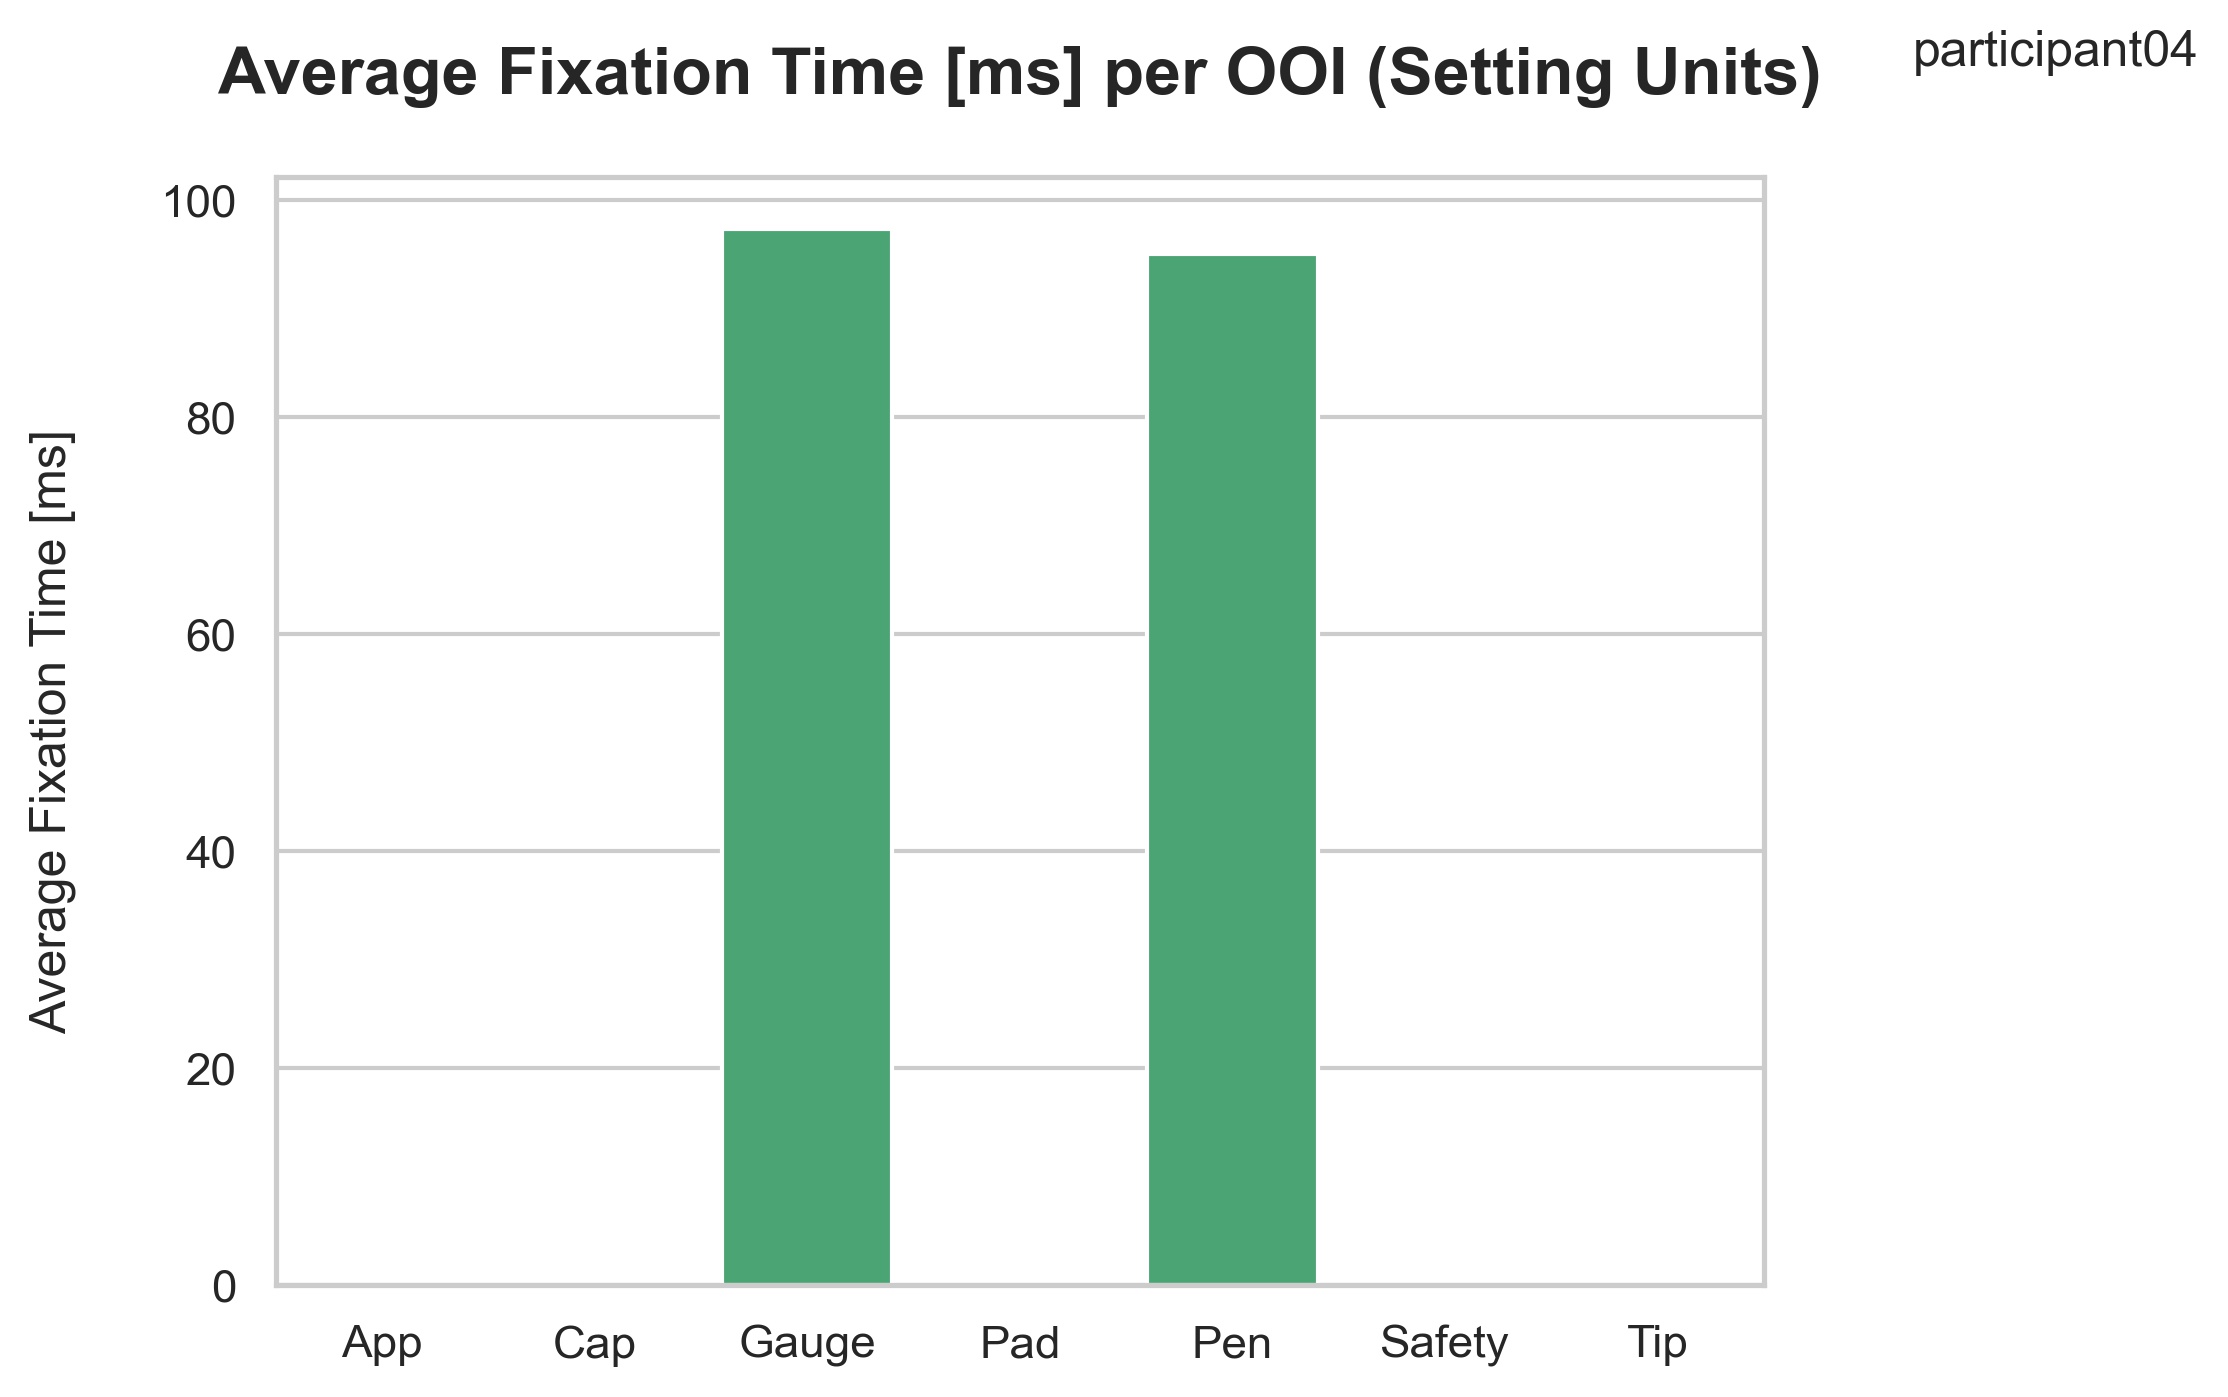 participant04
Average Fixation Time [ms] per OOI (Setting Units)
Average Fixation Time [ms]
100
80
60
40
20
0
App Cap Gauge Pad Pen Safety Tip